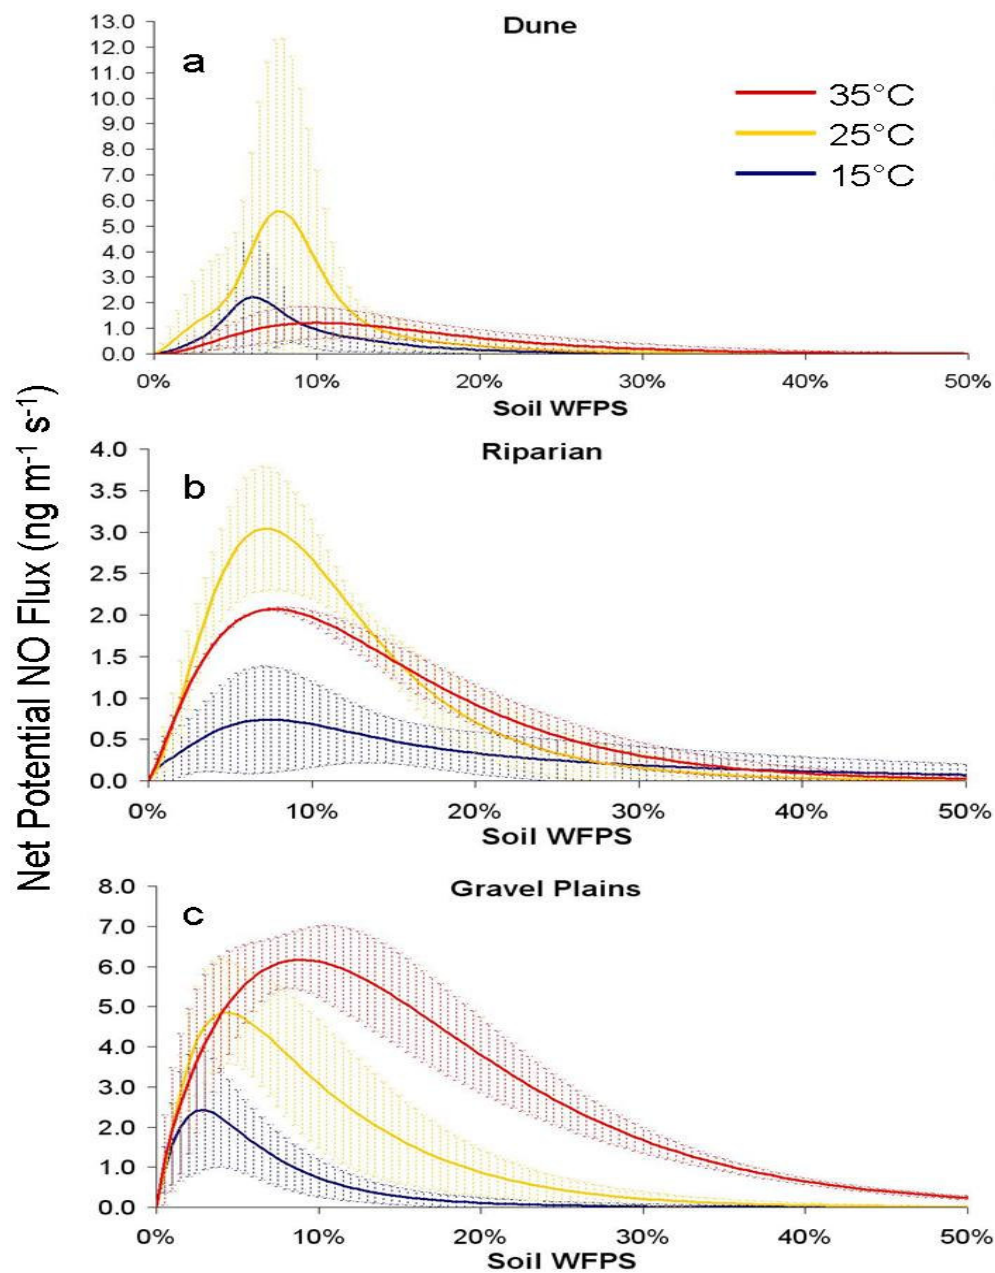 Net Potential NO Flux (ng m⁻¹ s⁻¹)
Dune
a
13.0
12.0
11.0
10.0
9.0
8.0
7.0
6.0
5.0
4.0
3.0
2.0
1.0
0.0
35°C
25°C
15°C
0% 10% 20% 30% 40% 50%
Soil WFPS
Riparian
b
4.0
3.5
3.0
2.5
2.0
1.5
1.0
0.5
0.0
0% 10% 20% 30% 40% 50%
Soil WFPS
Gravel Plains
c
8.0
7.0
6.0
5.0
4.0
3.0
2.0
1.0
0.0
0% 10% 20% 30% 40% 50%
Soil WFPS